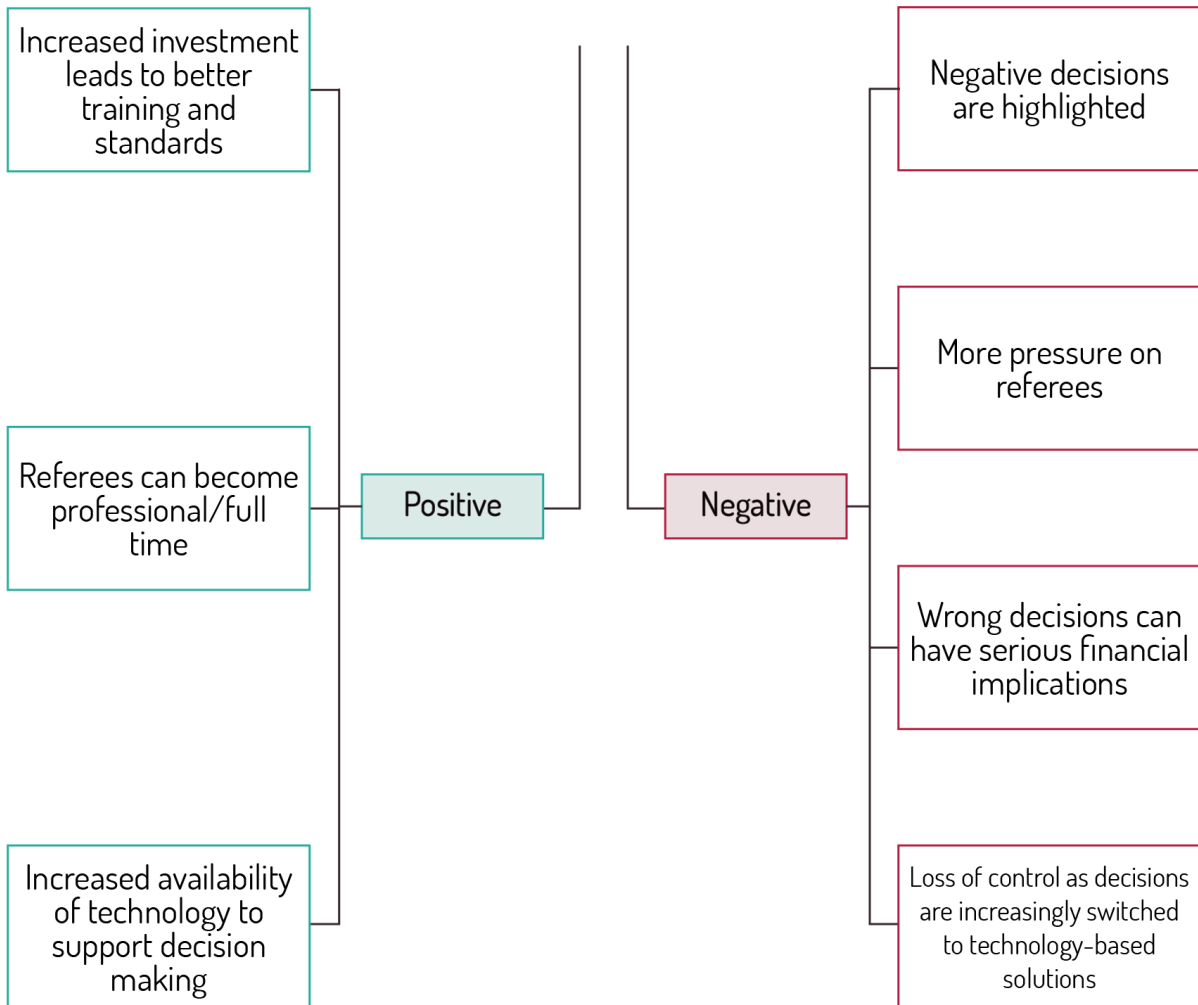 Increased investment
leads to better
training and
standards
Referees can become
professional/full
time
Increased availability
of technology to
support decision
making
Positive
Negative
Negative decisions
are highlighted
More pressure on
referees
Wrong decisions can
have serious financial
implications
Loss of control as decisions
are increasingly switched
to technology-based
solutions